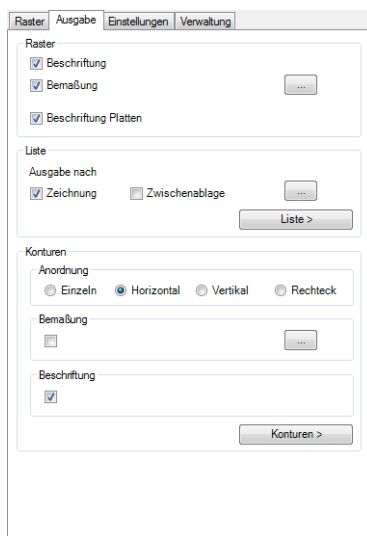 Raster Ausgabe Einstellungen Verwaltung
Raster
Beschriftung
Bemaßung
...
Beschriftung Platten
Liste
Ausgabe nach
Zeichnung Zwischenablage ...
Liste >
Konturen
Anordnung
Einzeln Horizontal Vertikal Rechteck
Bemaßung
...
Beschriftung
Konturen >